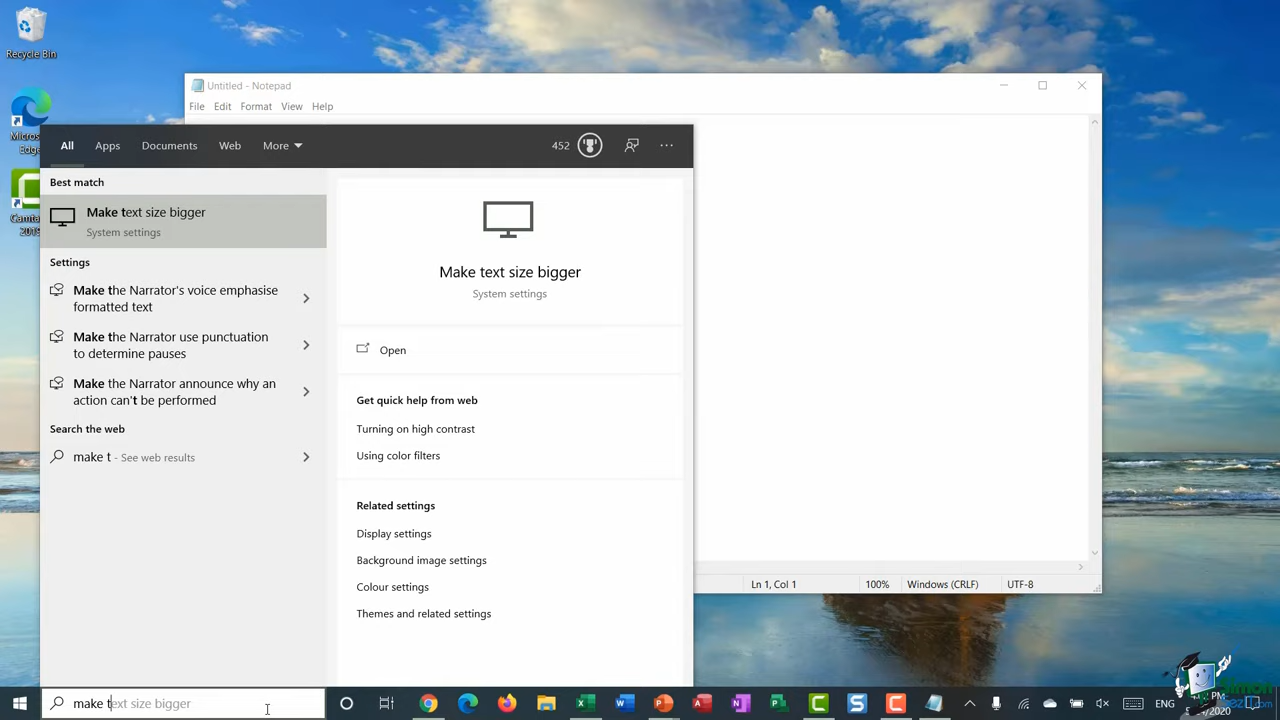 Recycle Bin
Untitled - Notepad
File Edit Format View Help
Edge
All Apps Documents Web More 452
Best match
Make text size bigger
System settings
Settings
Make the Narrator's voice emphasise
formatted text
Make the Narrator use punctuation
to determine pauses
Make the Narrator announce why an
action can't be performed
Search the web
make t - See web results
Make text size bigger
System settings
Open
Get quick help from web
Turning on high contrast
Using color filters
Related settings
Display settings
Background image settings
Colour settings
Themes and related settings
Ln 1, Col 1 100% Windows (CRLF) UTF-8
make text size bigger
ENG